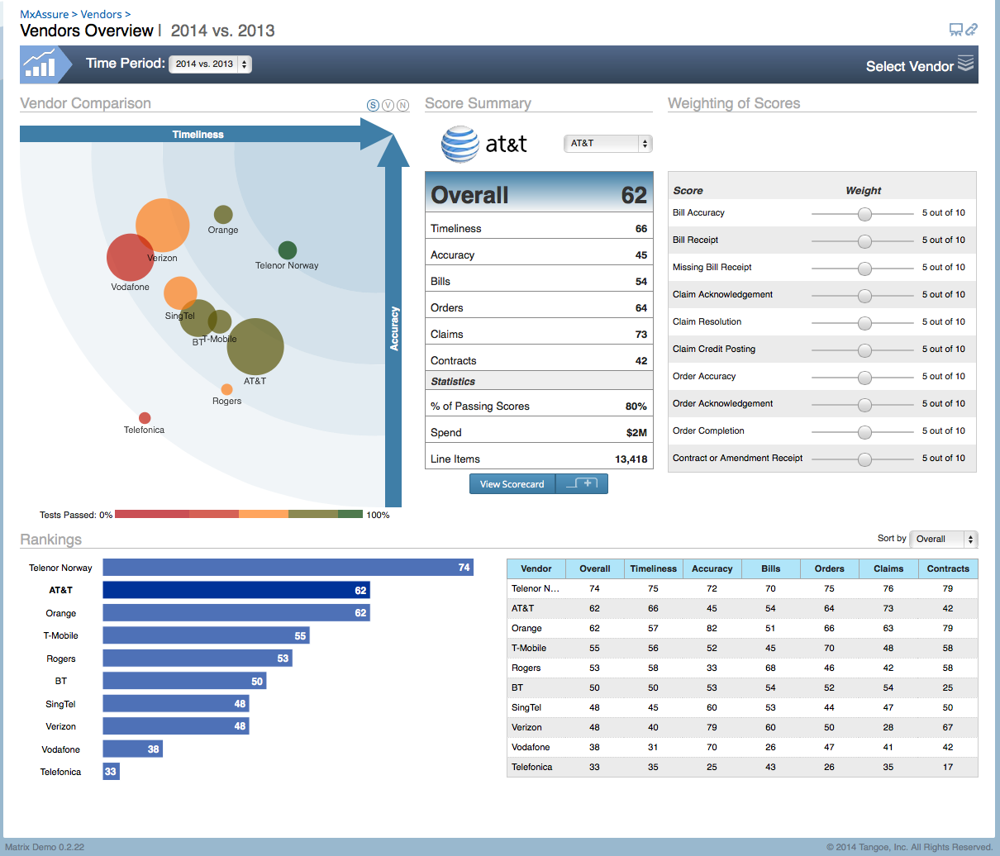 MxAssure > Vendors >
Vendors Overview | 2014 vs. 2013
Time Period: 2014 vs. 2013
Select Vendor
Vendor Comparison
S V N
Timeliness
Accuracy
Orange
Verizon
Telenor Norway
Vodafone
SingTel
BT
T-Mobile
AT&T
Rogers
Telefonica
Tests Passed: 0% 100%
Score Summary
at&t
AT&T
Overall 62
Timeliness 66
Accuracy 45
Bills 54
Orders 64
Claims 73
Contracts 42
Statistics
% of Passing Scores 80%
Spend $2M
Line Items 13,418
View Scorecard
Weighting of Scores
Score Weight
Bill Accuracy 5 out of 10
Bill Receipt 5 out of 10
Missing Bill Receipt 5 out of 10
Claim Acknowledgement 5 out of 10
Claim Resolution 5 out of 10
Claim Credit Posting 5 out of 10
Order Accuracy 5 out of 10
Order Acknowledgement 5 out of 10
Order Completion 5 out of 10
Contract or Amendment Receipt 5 out of 10
Rankings
Sort by Overall
Telenor Norway 74
AT&T 62
Orange 62
T-Mobile 55
Rogers 53
BT 50
SingTel 48
Verizon 48
Vodafone 38
Telefonica 33
Vendor Overall Timeliness Accuracy Bills Orders Claims Contracts
Telenor N... 74 75 72 70 75 76 79
AT&T 62 66 45 54 64 73 42
Orange 62 57 82 51 66 63 79
T-Mobile 55 56 52 45 70 48 58
Rogers 53 58 33 68 46 42 58
BT 50 50 53 54 52 54 25
SingTel 48 45 60 53 44 47 50
Verizon 48 40 79 60 50 28 67
Vodafone 38 31 70 26 47 41 42
Telefonica 33 35 25 43 26 35 17
Matrix Demo 0.2.22
© 2014 Tangoe, Inc. All Rights Reserved.